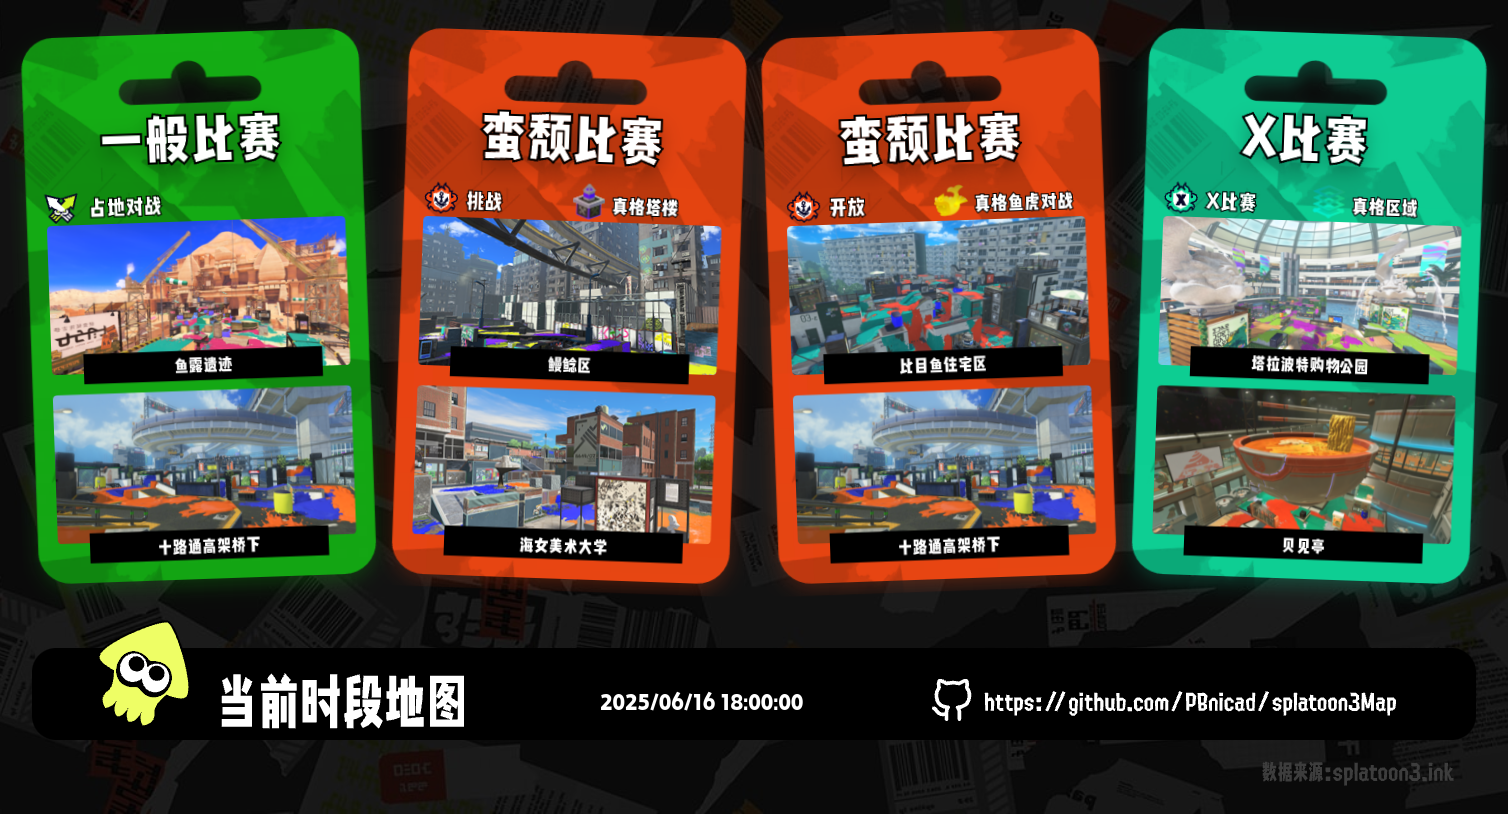 一般比赛
占地对战
鱼露遗迹
十路通高架桥下
蛮颓比赛
挑战
真格塔楼
鳗鲶区
海女美术大学
蛮颓比赛
开放
真格鱼虎对战
比目鱼住宅区
十路通高架桥下
X比赛
X比赛
真格区域
塔拉波特购物公园
贝见亭
当前时段地图
2025/06/16 18:00:00
https://github.com/PBnicad/splatoon3Map
数据来源:splatoon3.ink